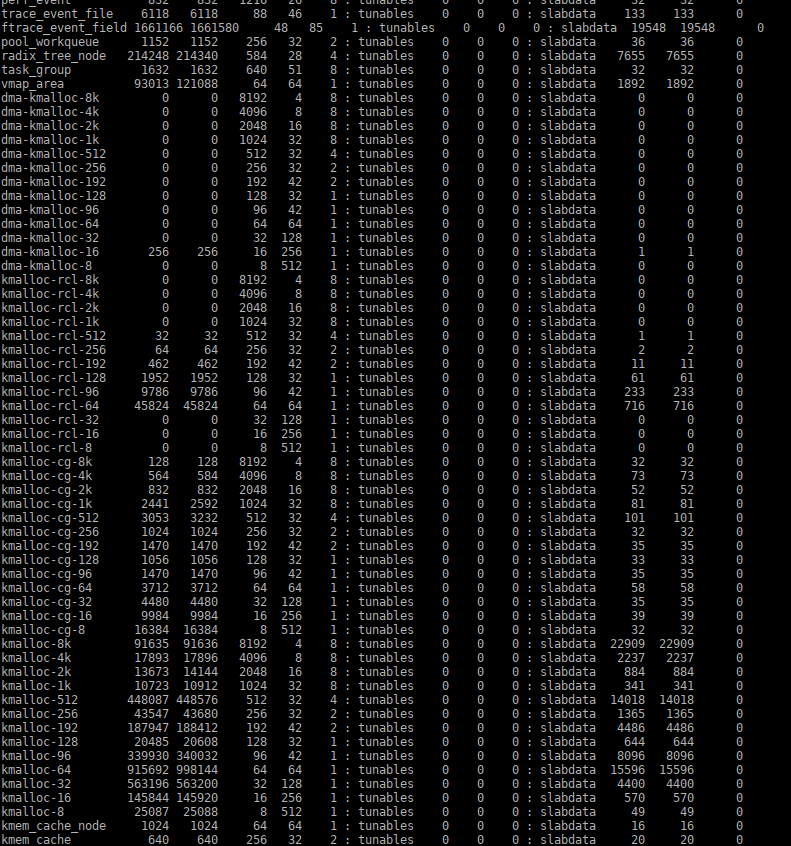 perf_event 832 832 1216 26 8 : tunables 0 0 0 : slabdata 32 32 0
trace_event_file 6118 6118 88 46 1 : tunables 0 0 0 : slabdata 133 133 0
ftrace_event_field 1661166 1661580 48 85 1 : tunables 0 0 0 : slabdata 19548 19548 0
pool_workqueue 1152 1152 256 32 2 : tunables 0 0 0 : slabdata 36 36 0
radix_tree_node 214248 214340 584 28 4 : tunables 0 0 0 : slabdata 7655 7655 0
task_group 1632 1632 640 51 8 : tunables 0 0 0 : slabdata 32 32 0
vmap_area 93013 121088 64 64 1 : tunables 0 0 0 : slabdata 1892 1892 0
dma-kmalloc-8k 0 0 8192 4 8 : tunables 0 0 0 : slabdata 0 0 0
dma-kmalloc-4k 0 0 4096 8 8 : tunables 0 0 0 : slabdata 0 0 0
dma-kmalloc-2k 0 0 2048 16 8 : tunables 0 0 0 : slabdata 0 0 0
dma-kmalloc-1k 0 0 1024 32 8 : tunables 0 0 0 : slabdata 0 0 0
dma-kmalloc-512 0 0 512 32 4 : tunables 0 0 0 : slabdata 0 0 0
dma-kmalloc-256 0 0 256 32 2 : tunables 0 0 0 : slabdata 0 0 0
dma-kmalloc-192 0 0 192 42 2 : tunables 0 0 0 : slabdata 0 0 0
dma-kmalloc-128 0 0 128 32 1 : tunables 0 0 0 : slabdata 0 0 0
dma-kmalloc-96 0 0 96 42 1 : tunables 0 0 0 : slabdata 0 0 0
dma-kmalloc-64 0 0 64 64 1 : tunables 0 0 0 : slabdata 0 0 0
dma-kmalloc-32 0 0 32 128 1 : tunables 0 0 0 : slabdata 0 0 0
dma-kmalloc-16 256 256 16 256 1 : tunables 0 0 0 : slabdata 1 1 0
dma-kmalloc-8 0 0 8 512 1 : tunables 0 0 0 : slabdata 0 0 0
kmalloc-rcl-8k 0 0 8192 4 8 : tunables 0 0 0 : slabdata 0 0 0
kmalloc-rcl-4k 0 0 4096 8 8 : tunables 0 0 0 : slabdata 0 0 0
kmalloc-rcl-2k 0 0 2048 16 8 : tunables 0 0 0 : slabdata 0 0 0
kmalloc-rcl-1k 0 0 1024 32 8 : tunables 0 0 0 : slabdata 0 0 0
kmalloc-rcl-512 32 32 512 32 4 : tunables 0 0 0 : slabdata 1 1 0
kmalloc-rcl-256 64 64 256 32 2 : tunables 0 0 0 : slabdata 2 2 0
kmalloc-rcl-192 462 462 192 42 2 : tunables 0 0 0 : slabdata 11 11 0
kmalloc-rcl-128 1952 1952 128 32 1 : tunables 0 0 0 : slabdata 61 61 0
kmalloc-rcl-96 9786 9786 96 42 1 : tunables 0 0 0 : slabdata 233 233 0
kmalloc-rcl-64 45824 45824 64 64 1 : tunables 0 0 0 : slabdata 716 716 0
kmalloc-rcl-32 0 0 32 128 1 : tunables 0 0 0 : slabdata 0 0 0
kmalloc-rcl-16 0 0 16 256 1 : tunables 0 0 0 : slabdata 0 0 0
kmalloc-rcl-8 0 0 8 512 1 : tunables 0 0 0 : slabdata 0 0 0
kmalloc-cg-8k 128 128 8192 4 8 : tunables 0 0 0 : slabdata 32 32 0
kmalloc-cg-4k 564 584 4096 8 8 : tunables 0 0 0 : slabdata 73 73 0
kmalloc-cg-2k 832 832 2048 16 8 : tunables 0 0 0 : slabdata 52 52 0
kmalloc-cg-1k 2441 2592 1024 32 8 : tunables 0 0 0 : slabdata 81 81 0
kmalloc-cg-512 3053 3232 512 32 4 : tunables 0 0 0 : slabdata 101 101 0
kmalloc-cg-256 1024 1024 256 32 2 : tunables 0 0 0 : slabdata 32 32 0
kmalloc-cg-192 1470 1470 192 42 2 : tunables 0 0 0 : slabdata 35 35 0
kmalloc-cg-128 1056 1056 128 32 1 : tunables 0 0 0 : slabdata 33 33 0
kmalloc-cg-96 1470 1470 96 42 1 : tunables 0 0 0 : slabdata 35 35 0
kmalloc-cg-64 3712 3712 64 64 1 : tunables 0 0 0 : slabdata 58 58 0
kmalloc-cg-32 4480 4480 32 128 1 : tunables 0 0 0 : slabdata 35 35 0
kmalloc-cg-16 9984 9984 16 256 1 : tunables 0 0 0 : slabdata 39 39 0
kmalloc-cg-8 16384 16384 8 512 1 : tunables 0 0 0 : slabdata 32 32 0
kmalloc-8k 91635 91636 8192 4 8 : tunables 0 0 0 : slabdata 22909 22909 0
kmalloc-4k 17893 17896 4096 8 8 : tunables 0 0 0 : slabdata 2237 2237 0
kmalloc-2k 13673 14144 2048 16 8 : tunables 0 0 0 : slabdata 884 884 0
kmalloc-1k 10723 10912 1024 32 8 : tunables 0 0 0 : slabdata 341 341 0
kmalloc-512 448087 448576 512 32 4 : tunables 0 0 0 : slabdata 14018 14018 0
kmalloc-256 43547 43680 256 32 2 : tunables 0 0 0 : slabdata 1365 1365 0
kmalloc-192 187947 188412 192 42 2 : tunables 0 0 0 : slabdata 4486 4486 0
kmalloc-128 20485 20608 128 32 1 : tunables 0 0 0 : slabdata 644 644 0
kmalloc-96 339930 340032 96 42 1 : tunables 0 0 0 : slabdata 8096 8096 0
kmalloc-64 915692 998144 64 64 1 : tunables 0 0 0 : slabdata 15596 15596 0
kmalloc-32 563196 563200 32 128 1 : tunables 0 0 0 : slabdata 4400 4400 0
kmalloc-16 145844 145920 16 256 1 : tunables 0 0 0 : slabdata 570 570 0
kmalloc-8 25087 25088 8 512 1 : tunables 0 0 0 : slabdata 49 49 0
kmem_cache_node 1024 1024 64 64 1 : tunables 0 0 0 : slabdata 16 16 0
kmem_cache 640 640 256 32 2 : tunables 0 0 0 : slabdata 20 20 0